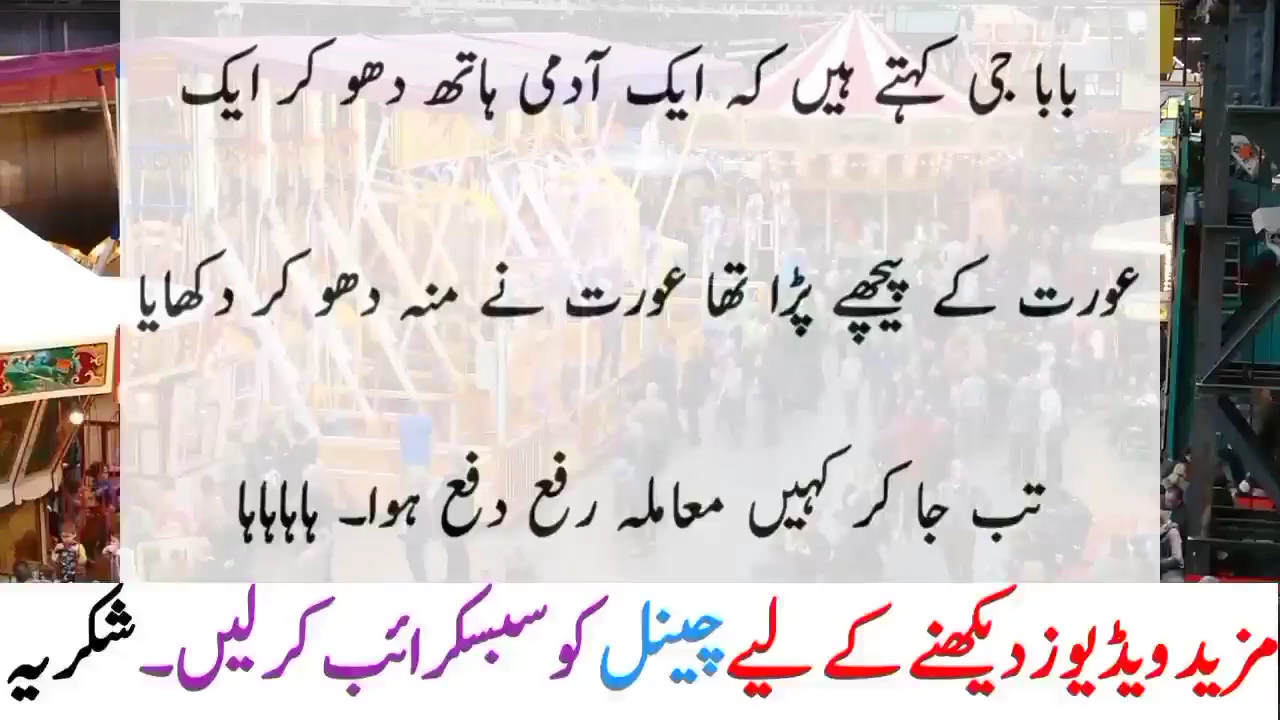 بابا جی کہتے ہیں کہ ایک آدمی ہاتھ دھو کر ایک
عورت کے پیچھے پڑا تھا عورت نے منہ دھو کر دکھایا
تب جا کر کہیں معاملہ رفع دفع ہوا۔ ہاہاہاہا
مزید ویڈیوز دیکھنے کے لیے چینل کو سبسکرائب کرلیں۔ شکریہ